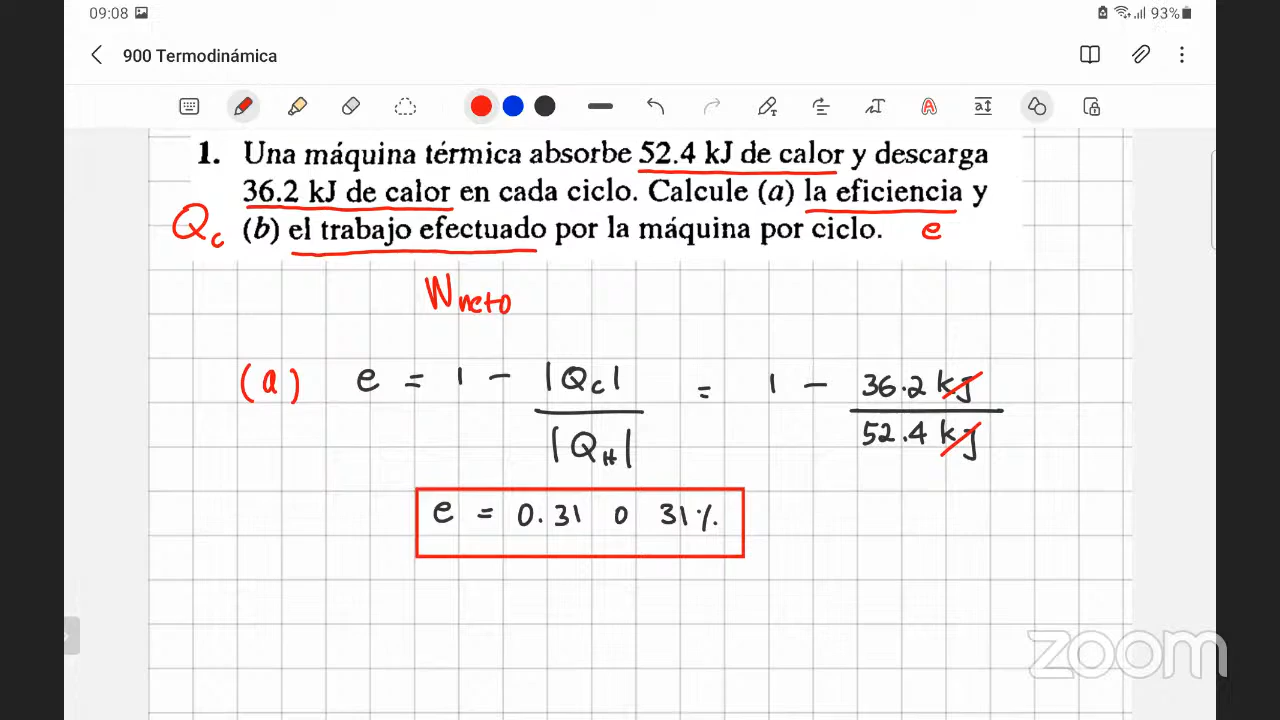 09:08 93%
900 Termodinámica
1. Una máquina térmica absorbe 52.4 kJ de calor y descarga
36.2 kJ de calor en cada ciclo. Calcule (a) la eficiencia y
Qc (b) el trabajo efectuado por la máquina por ciclo. e
Wneto
(a) e = 1 - |Qc| / |QH| = 1 - 36.2 kJ / 52.4 kJ
e = 0.31 o 31%.
zoom